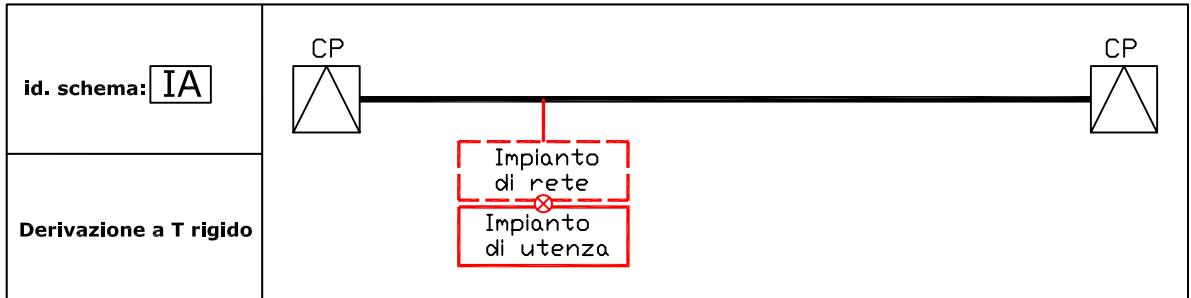 id. schema: IA
Derivazione a T rigido
CP
CP
Impianto
di rete
Impianto
di utenza